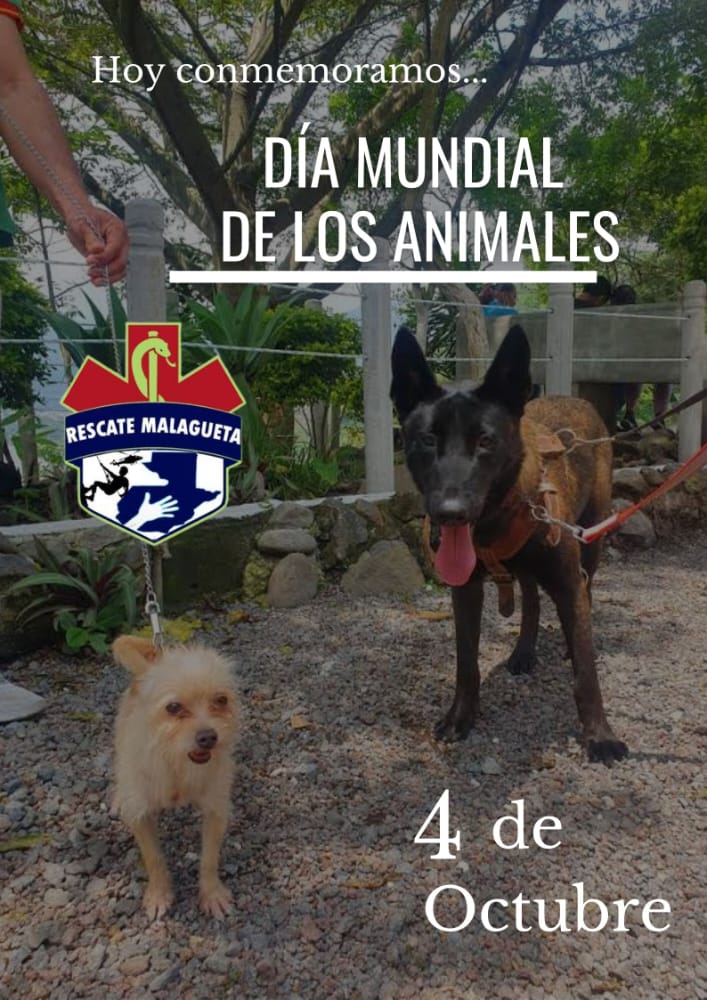 Hoy conmemoramos...
DÍA MUNDIAL
DE LOS ANIMALES
RESCATE MALAGUETA
4 de
Octubre